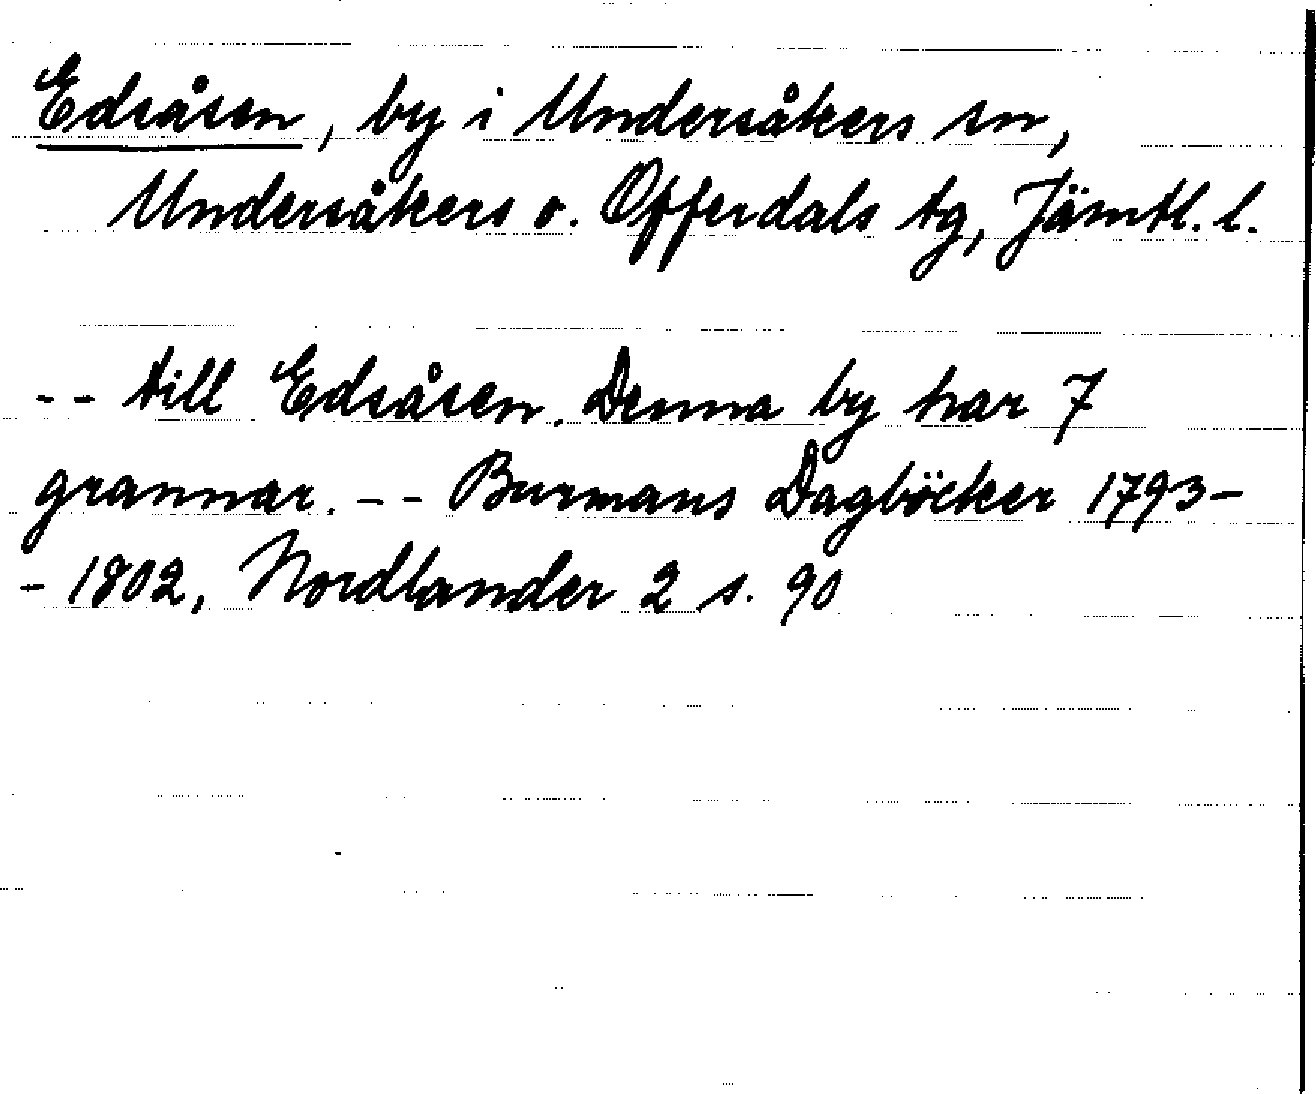 Edsåsen, by i Undersåkers sn,
Undersåkers o. Offerdals tg, Jämtl. l.
-- till Edsåsen. Denna by har 7
grannar. -- Burmans Dagböcker 1793-
- 1802, Nordlander 2 s. 90